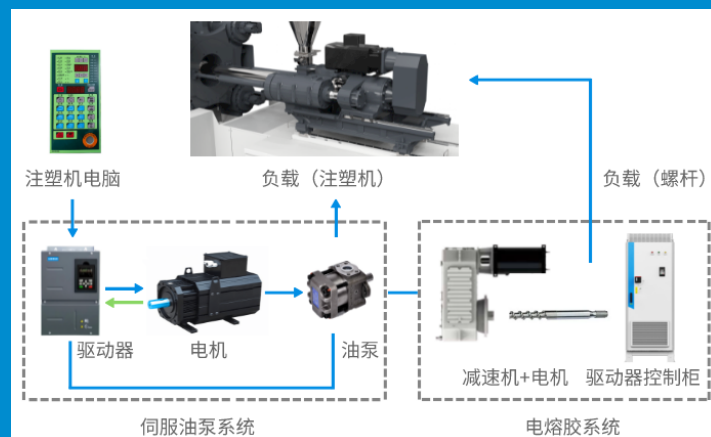 注塑机电脑
负载（注塑机）
负载（螺杆）
驱动器
电机
油泵
减速机+电机
驱动器控制柜
伺服油泵系统
电熔胶系统